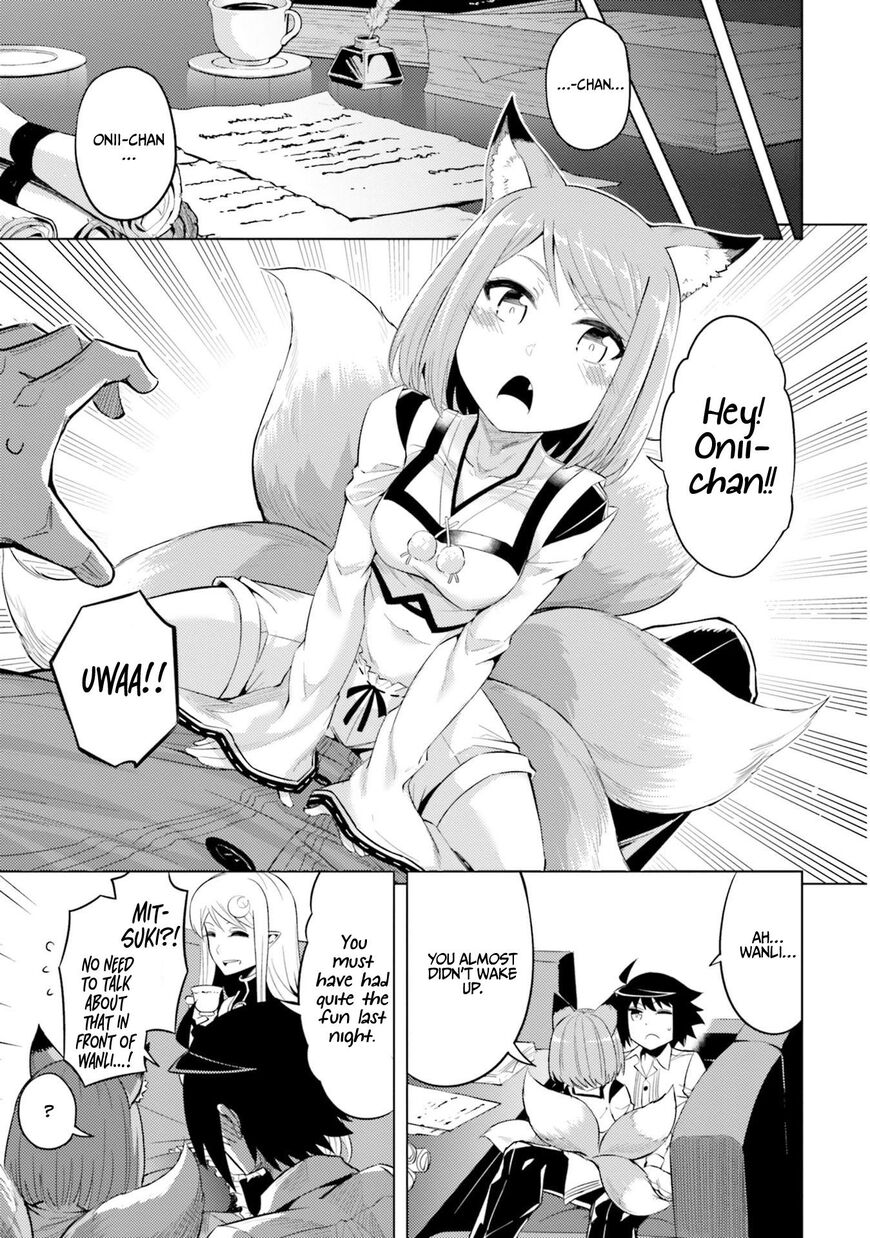 ...-CHAN...
ONII-CHAN
...
Hey!
Onii-
chan!!
UWAA!!
AH...
WANLI...
YOU ALMOST
DIDN'T WAKE
UP.
You
must
have had
quite the
fun last
night.
MIT-
SUKI?!
NO NEED
TO TALK
ABOUT
THAT IN
FRONT OF
WANLI...!
?